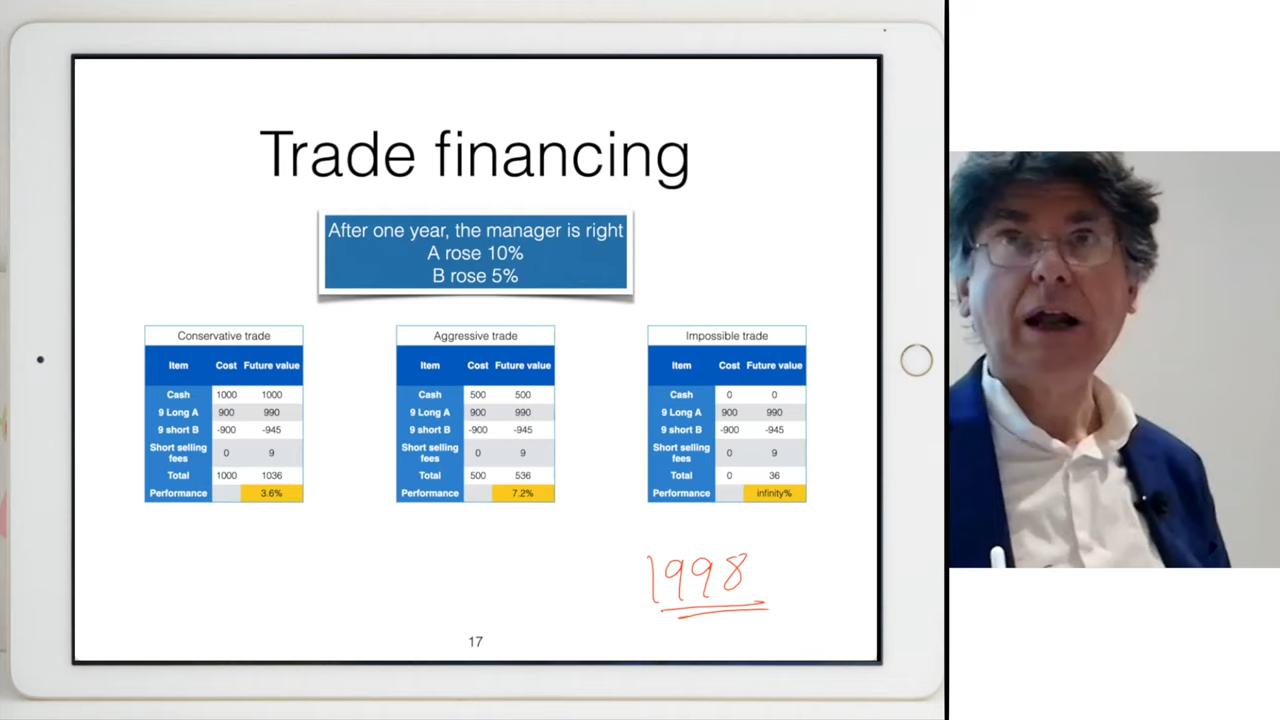 Trade financing
After one year, the manager is right
A rose 10%
B rose 5%
Conservative trade
Item Cost Future value
Cash 1000 1000
9 Long A 900 990
9 short B -900 -945
Short selling fees 0 9
Total 1000 1036
Performance 3.6%
Aggressive trade
Item Cost Future value
Cash 500 500
9 Long A 900 990
9 short B -900 -945
Short selling fees 0 9
Total 500 536
Performance 7.2%
Impossible trade
Item Cost Future value
Cash 0 0
9 Long A 900 990
9 short B -900 -945
Short selling fees 0 9
Total 0 36
Performance infinity%
1998
17